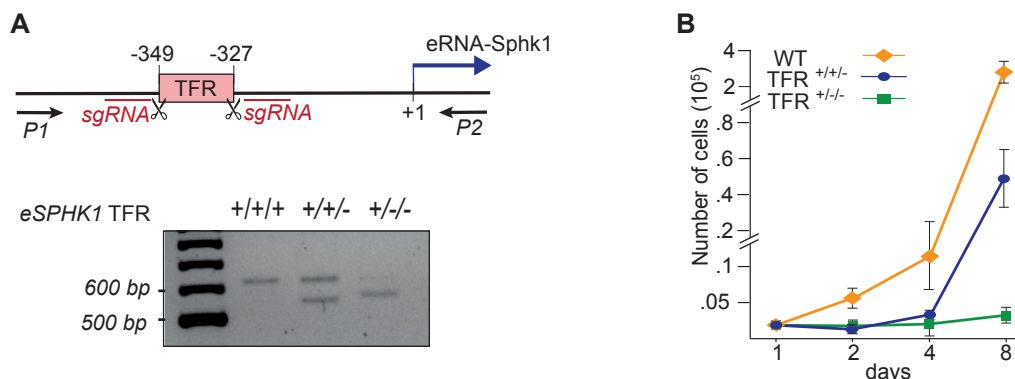 A
eRNA-Sphk1
-349 -327
TFR
sgRNA sgRNA
+1
P1 P2
eSPHK1 TFR +/+/+ +/+/- +/-/-
600 bp
500 bp
B
Number of cells (10⁵)
4
2
.8
.6
.4
.2
.1
.05
WT
TFR +/+/-
TFR +/-/-
1 2 4 8
days